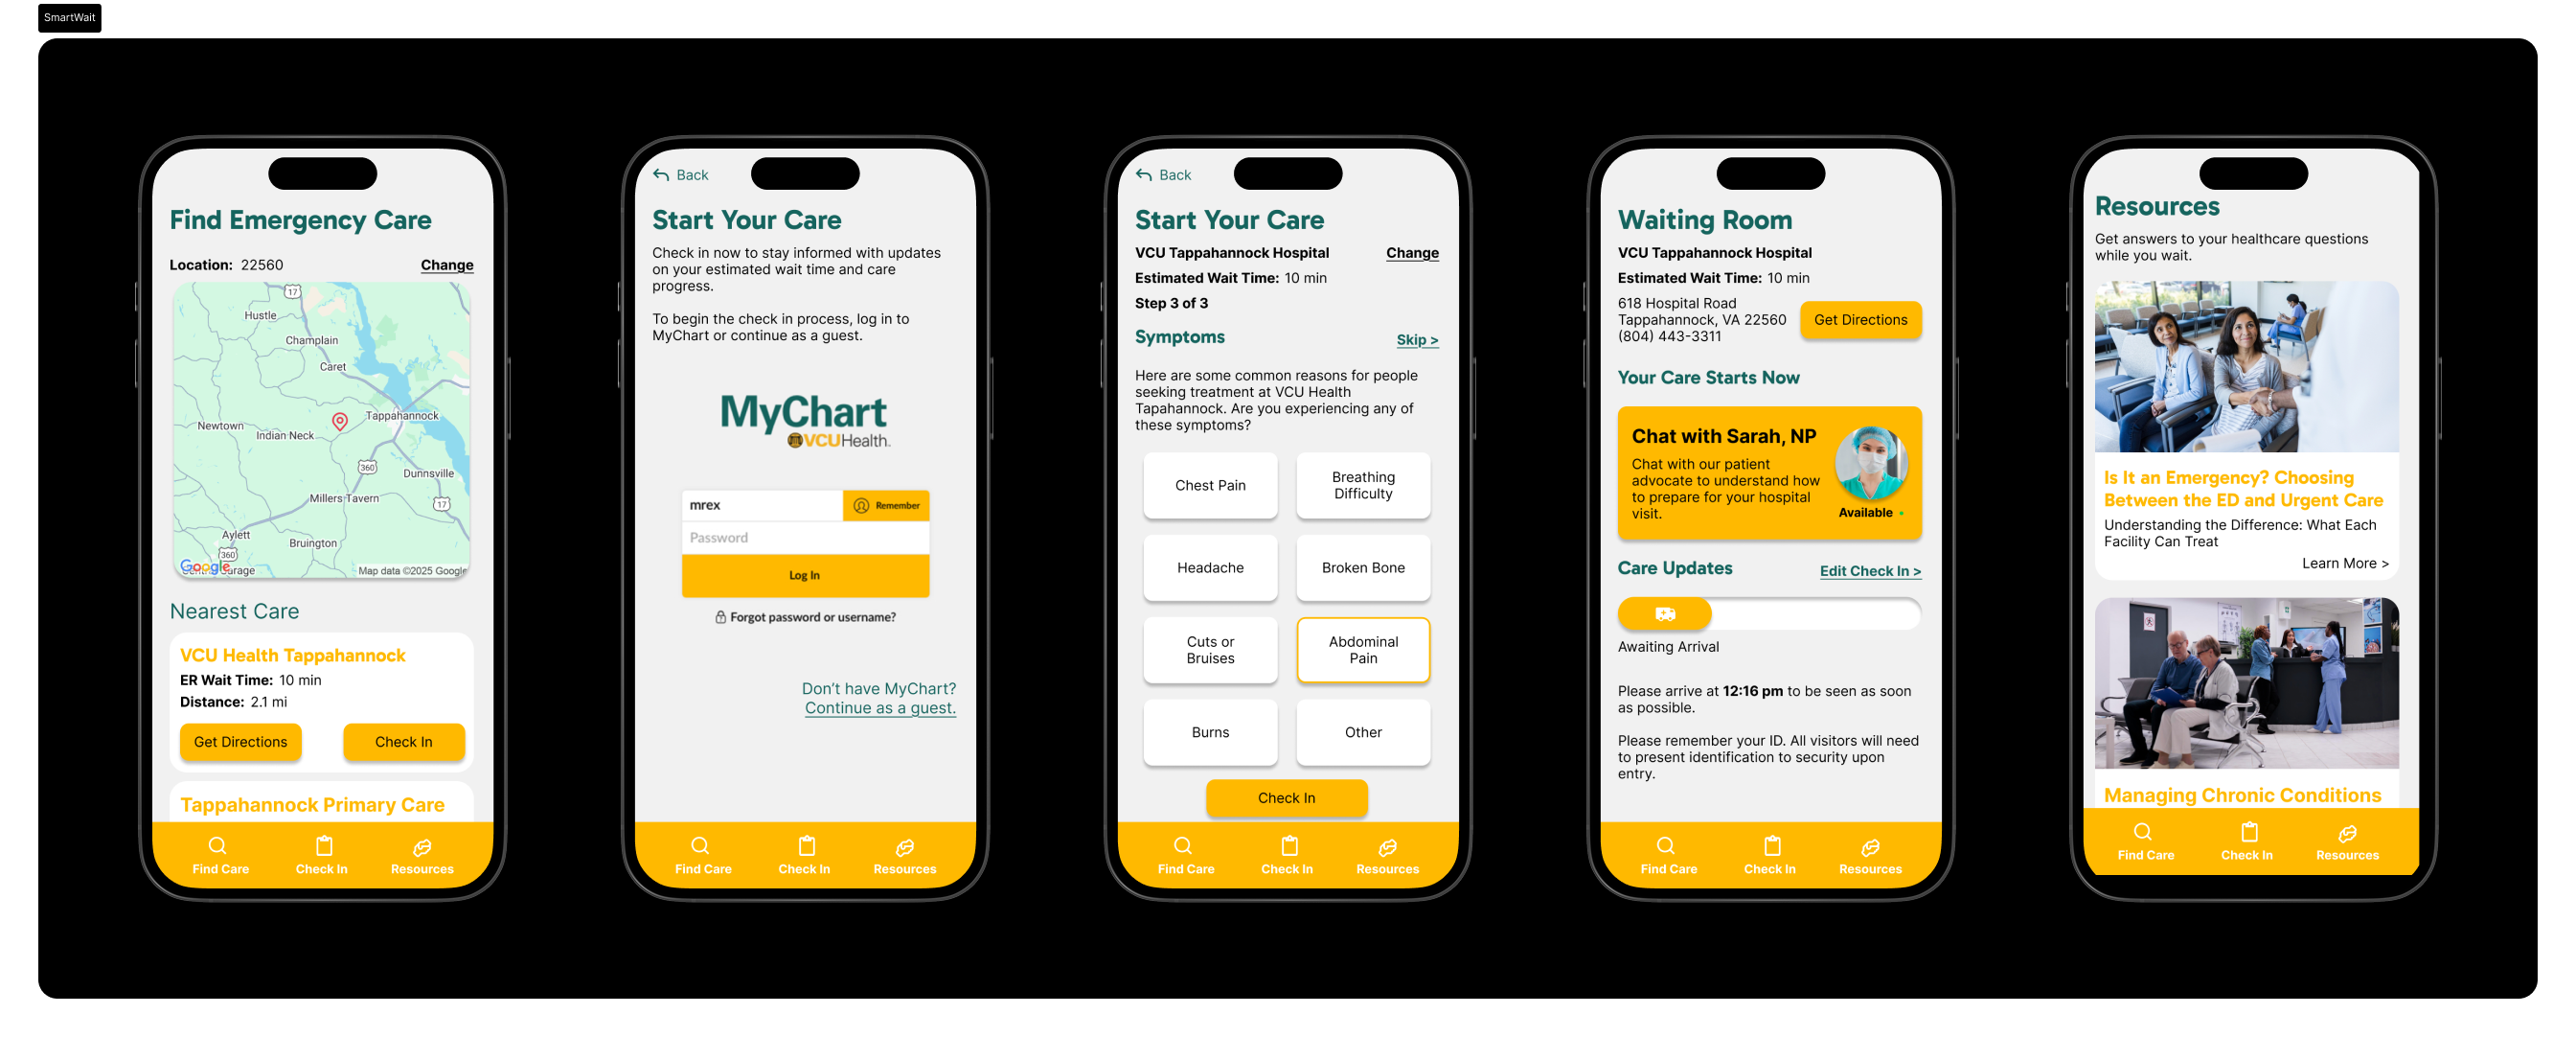 SmartWait
Find Emergency Care
Location: 22560
Change
17
Hustle
Champlain
Caret
Tappahannock
Newtown
Indian Neck
360
Dunnsville
17
Millers Tavern
Aylett
Bruington
360
Google
Map data ©2025 Google
Nearest Care
VCU Health Tappahannock
ER Wait Time: 10 min
Distance: 2.1 mi
Get Directions
Check In
Tappahannock Primary Care
Find Care
Check In
Resources
Back
Start Your Care
Check in now to stay informed with updates
on your estimated wait time and care
progress.
To begin the check in process, log in to
MyChart or continue as a guest.
MyChart
VCUHealth.
mrex
Remember
Password
Log In
Forgot password or username?
Don't have MyChart?
Continue as a guest.
Find Care
Check In
Resources
Back
Start Your Care
VCU Tappahannock Hospital
Change
Estimated Wait Time: 10 min
Step 3 of 3
Symptoms
Skip >
Here are some common reasons for people
seeking treatment at VCU Health
Tapahannock. Are you experiencing any of
these symptoms?
Chest Pain
Breathing
Difficulty
Headache
Broken Bone
Cuts or
Bruises
Abdominal
Pain
Burns
Other
Check In
Find Care
Check In
Resources
Waiting Room
VCU Tappahannock Hospital
Estimated Wait Time: 10 min
618 Hospital Road
Tappahannock, VA 22560
(804) 443-3311
Get Directions
Your Care Starts Now
Chat with Sarah, NP
Chat with our patient
advocate to understand how
to prepare for your hospital
visit.
Available
Care Updates
Edit Check In >
Awaiting Arrival
Please arrive at 12:16 pm to be seen as soon
as possible.
Please remember your ID. All visitors will need
to present identification to security upon
entry.
Find Care
Check In
Resources
Resources
Get answers to your healthcare questions
while you wait.
Is It an Emergency? Choosing
Between the ED and Urgent Care
Understanding the Difference: What Each
Facility Can Treat
Learn More >
Managing Chronic Conditions
Find Care
Check In
Resources